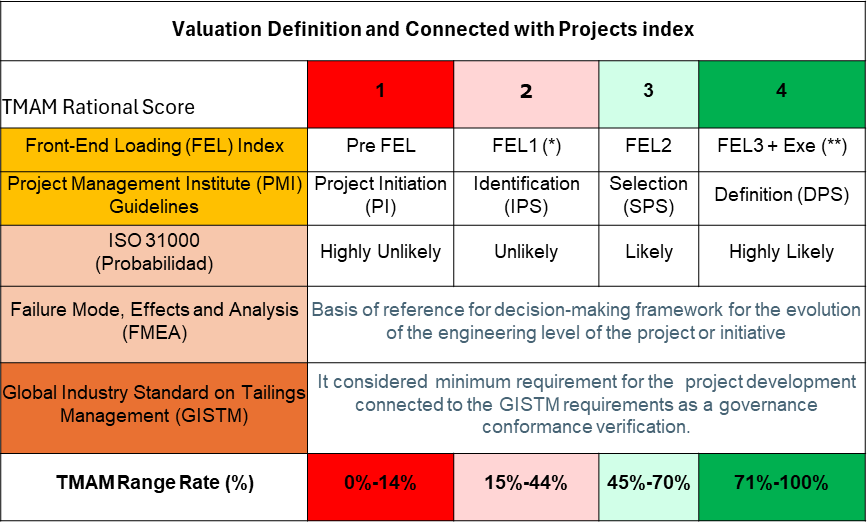 Valuation Definition and Connected with Projects index
TMAM Rational Score
1
2
3
4
Front-End Loading (FEL) Index
Pre FEL
FEL1 (*)
FEL2
FEL3 + Exe (**)
Project Management Institute (PMI)
Guidelines
Project Initiation
(PI)
Identification
(IPS)
Selection
(SPS)
Definition (DPS)
ISO 31000
(Probabilidad)
Highly Unlikely
Unlikely
Likely
Highly Likely
Failure Mode, Effects and Analysis
(FMEA)
Basis of reference for decision-making framework for the evolution
of the engineering level of the project or initiative
Global Industry Standard on Tailings
Management (GISTM)
It considered minimum requirement for the project development
connected to the GISTM requirements as a governance
conformance verification.
TMAM Range Rate (%)
0%-14%
15%-44%
45%-70%
71%-100%